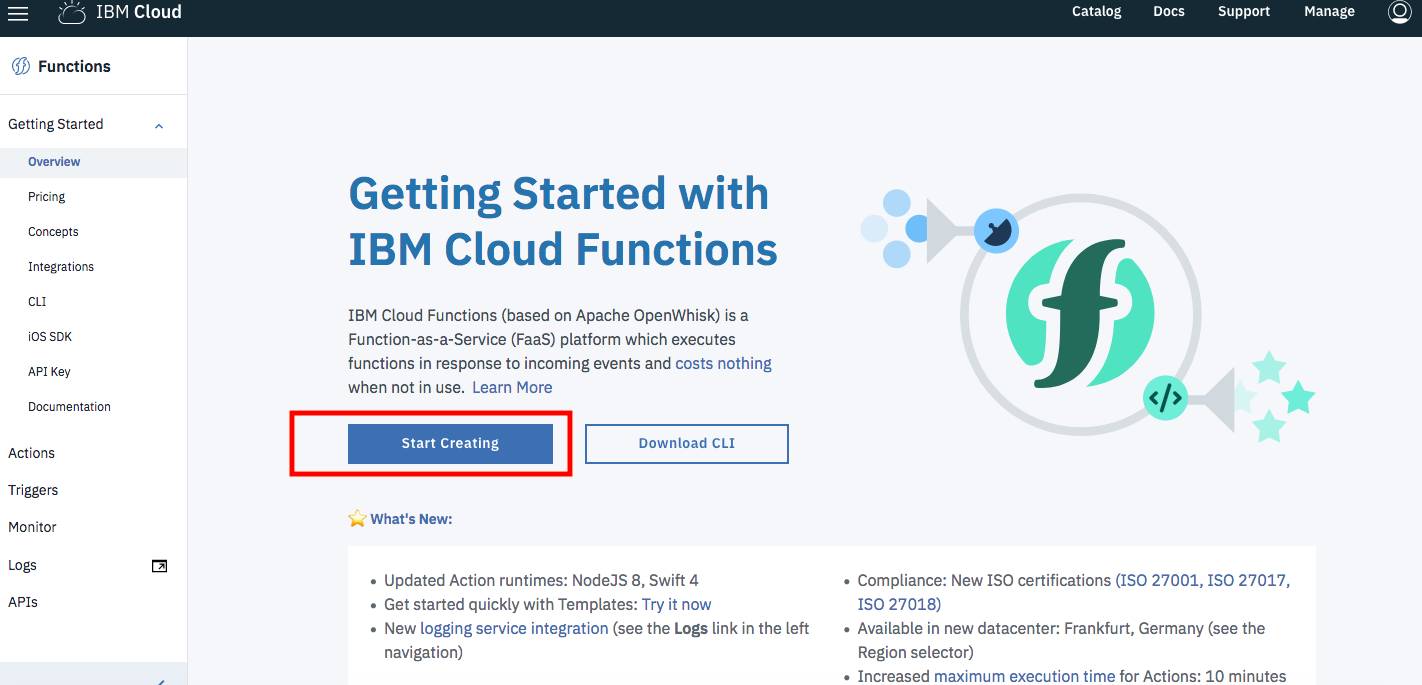 IBM Cloud
Catalog
Docs
Support
Manage
Functions
Getting Started
Overview
Pricing
Concepts
Integrations
CLI
iOS SDK
API Key
Documentation
Actions
Triggers
Monitor
Logs
APIs
Getting Started with
IBM Cloud Functions
IBM Cloud Functions (based on Apache OpenWhisk) is a
Function-as-a-Service (FaaS) platform which executes
functions in response to incoming events and costs nothing
when not in use. Learn More
Start Creating
Download CLI
What's New:
• Updated Action runtimes: NodeJS 8, Swift 4
• Get started quickly with Templates: Try it now
• New logging service integration (see the Logs link in the left
navigation)
• Compliance: New ISO certifications (ISO 27001, ISO 27017,
ISO 27018)
• Available in new datacenter: Frankfurt, Germany (see the
Region selector)
• Increased maximum execution time for Actions: 10 minutes